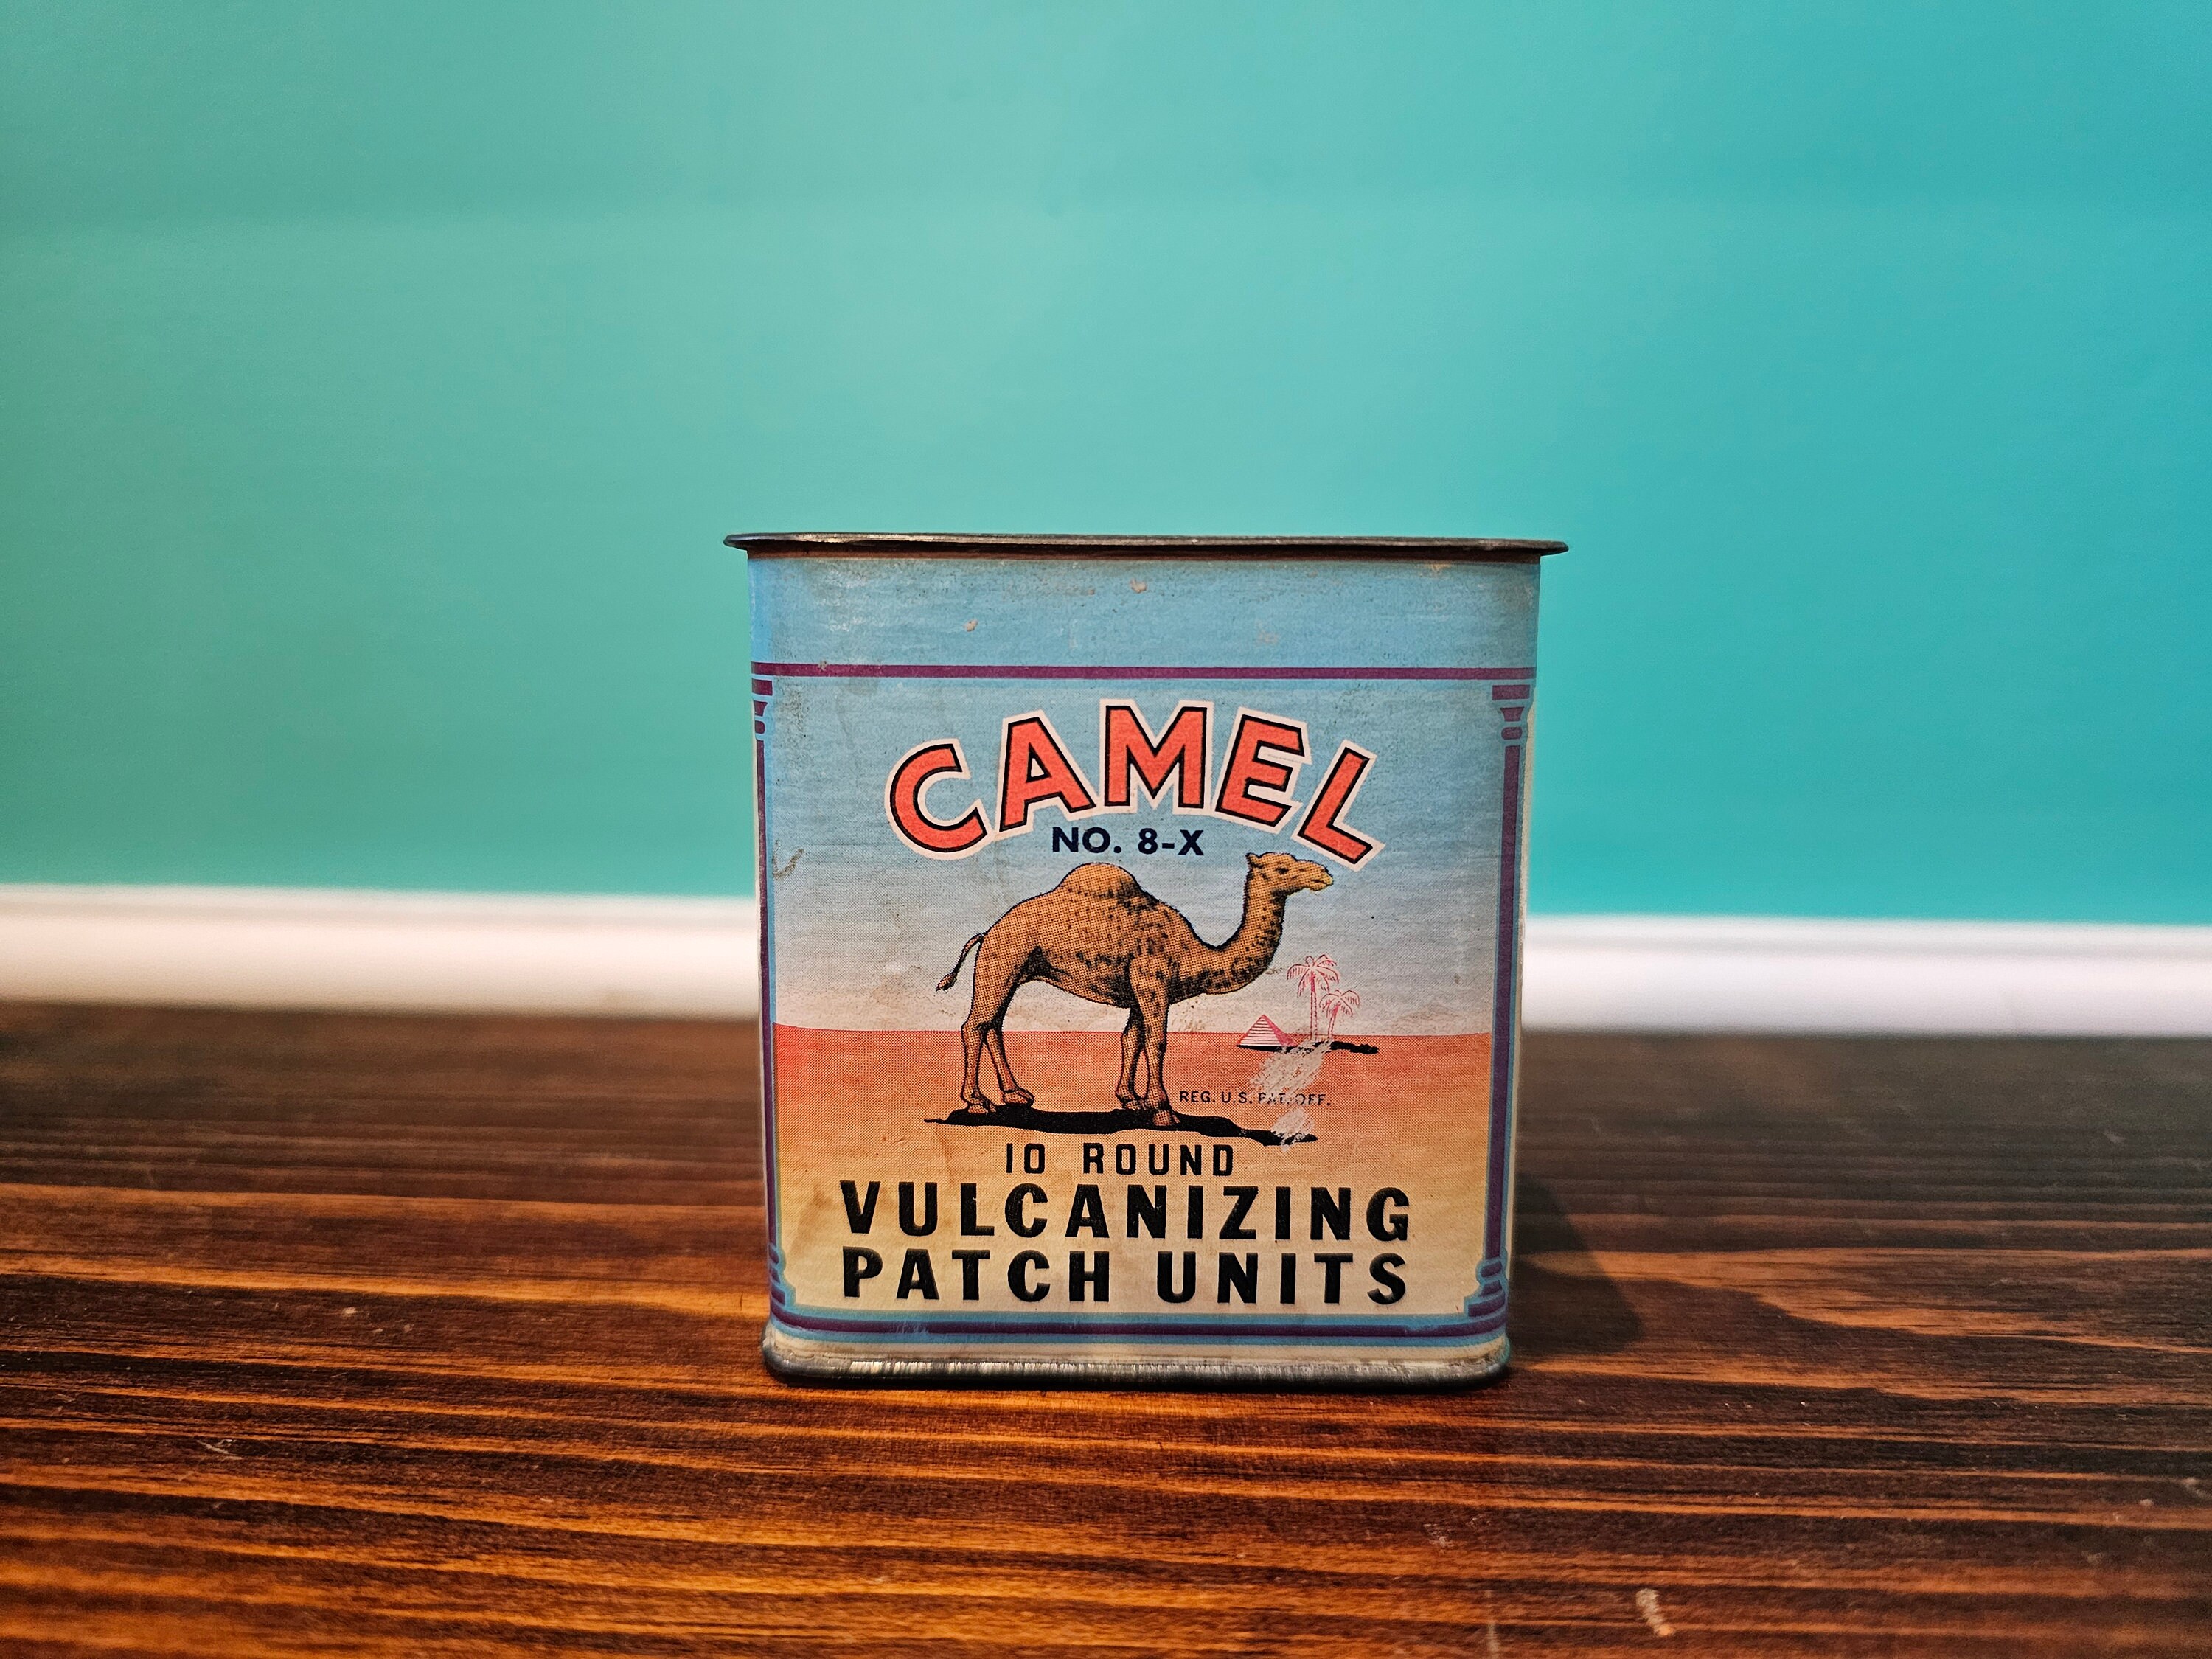 CAMEL
NO. 8-X
REG. U.S. PAT. OFF.
10 ROUND
VULCANIZING
PATCH UNITS